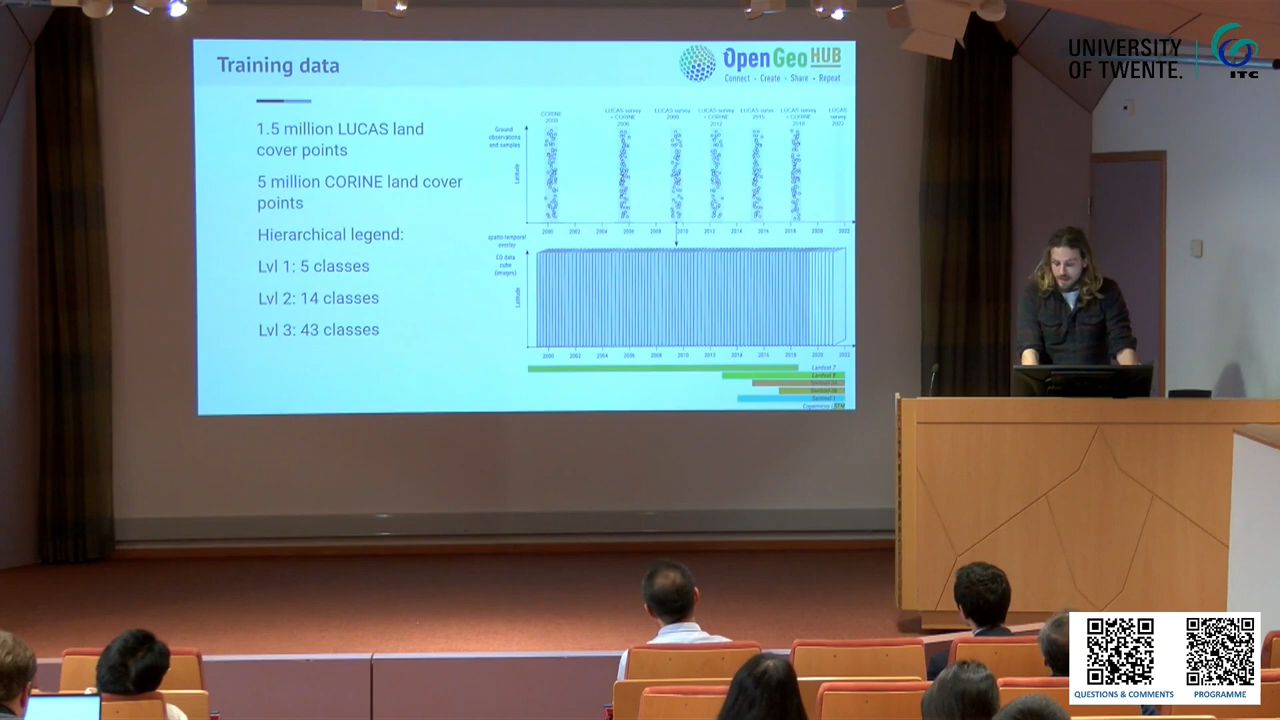 Training data
OpenGeoHUB
Connect · Create · Share · Repeat
1.5 million LUCAS land
cover points
5 million CORINE land cover
points
Hierarchical legend:
Lvl 1: 5 classes
Lvl 2: 14 classes
Lvl 3: 43 classes
CORINE
2000
LUCAS survey
+ CORINE
2006
LUCAS survey
2009
LUCAS survey
+ CORINE
2012
LUCAS survey
2015
LUCAS survey
+ CORINE
2018
LUCAS
survey
2022
Ground
observations
and samples
Latitude
2000 2002 2004 2006 2008 2010 2012 2014 2016 2018 2020 2022
spatio-temporal
overlay
EO data
cube
(images)
Latitude
2000 2002 2004 2006 2008 2010 2012 2014 2016 2018 2020 2022
Landsat 7
Landsat 8
Copernicus
UNIVERSITY
OF TWENTE.
ITC
QUESTIONS & COMMENTS
PROGRAMME